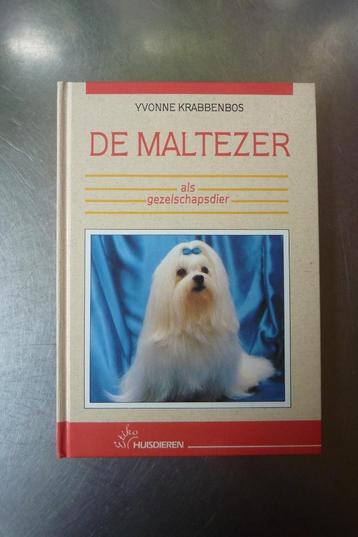 YVONNE KRABBENBOS
DE MALTEZER
als
gezelschapsdier
HUISDIEREN